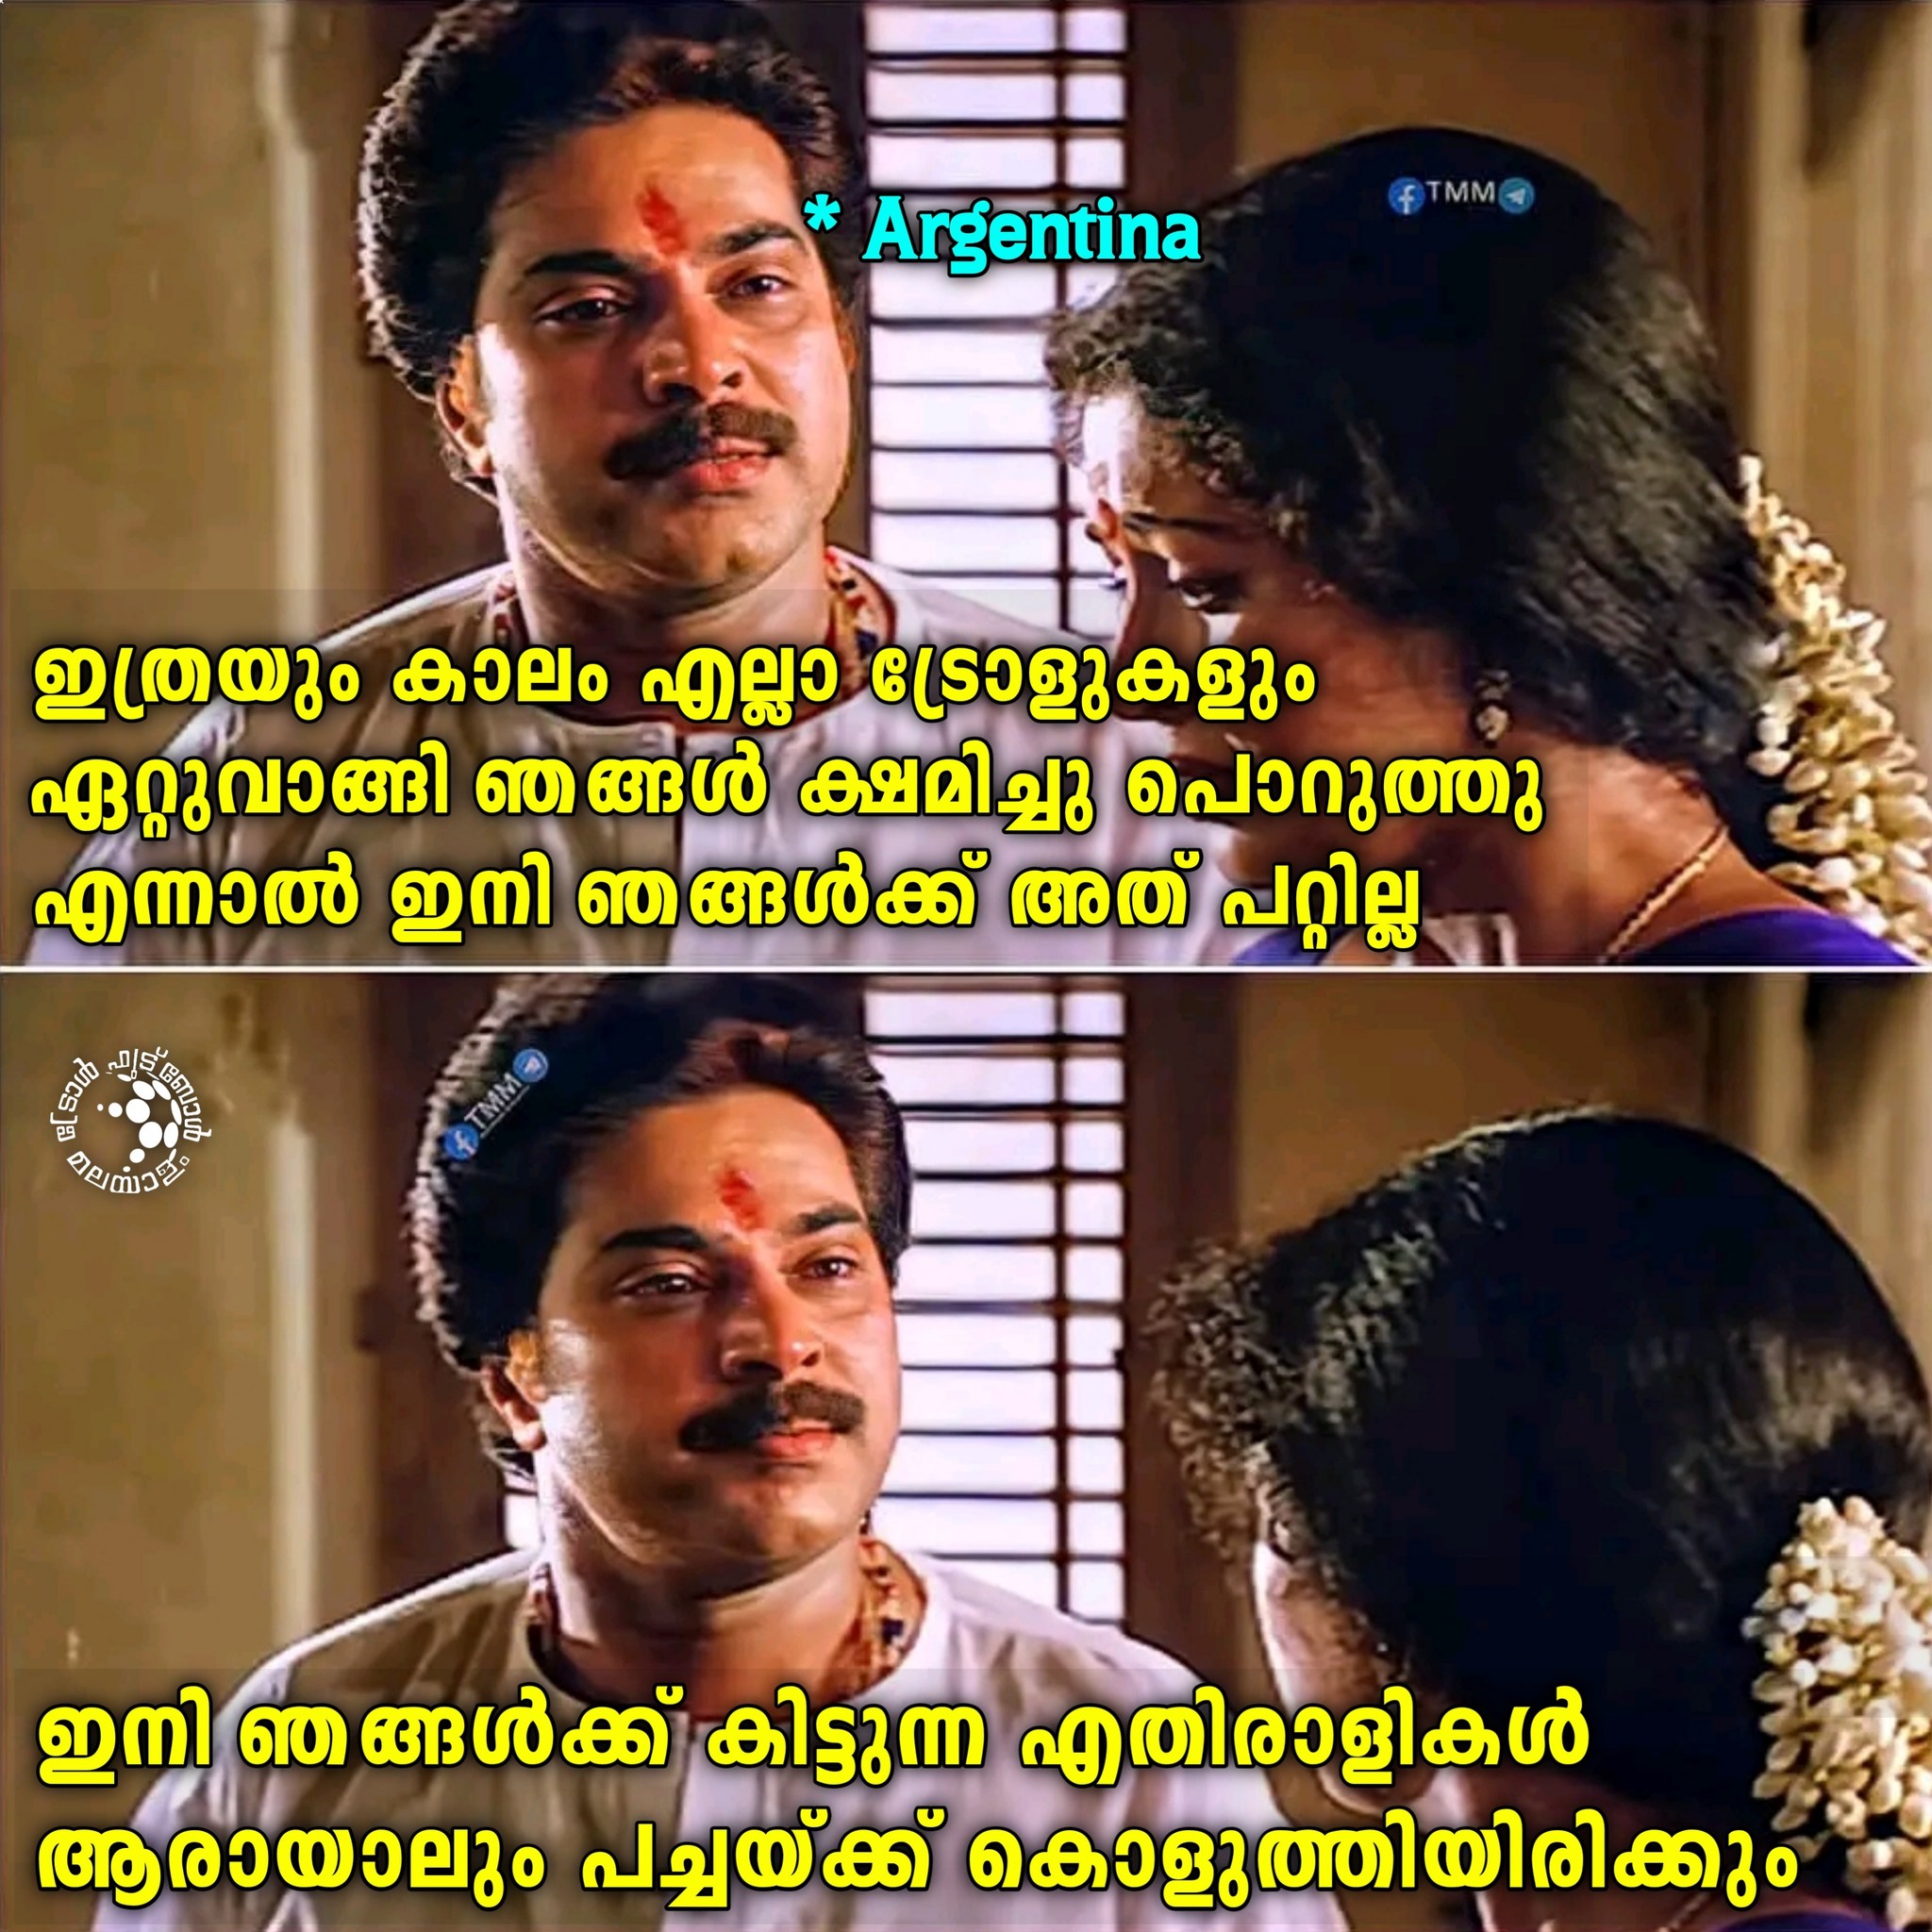 * Argentina
TMM
ഇത്രയും കാലം എല്ലാ ട്രോളുകളും
ഏറ്റുവാങ്ങി ഞങ്ങൾ ക്ഷമിച്ചു പൊറുത്തു
എന്നാൽ ഇനി ഞങ്ങൾക്ക് അത് പറ്റില്ല
ട്രോൾ ഫുട്ബോൾ
മലയാളം
TMM
ഇനി ഞങ്ങൾക്ക് കിട്ടുന്ന എതിരാളികൾ
ആരായാലും പച്ചയ്ക്ക് കൊളുത്തിയിരിക്കും